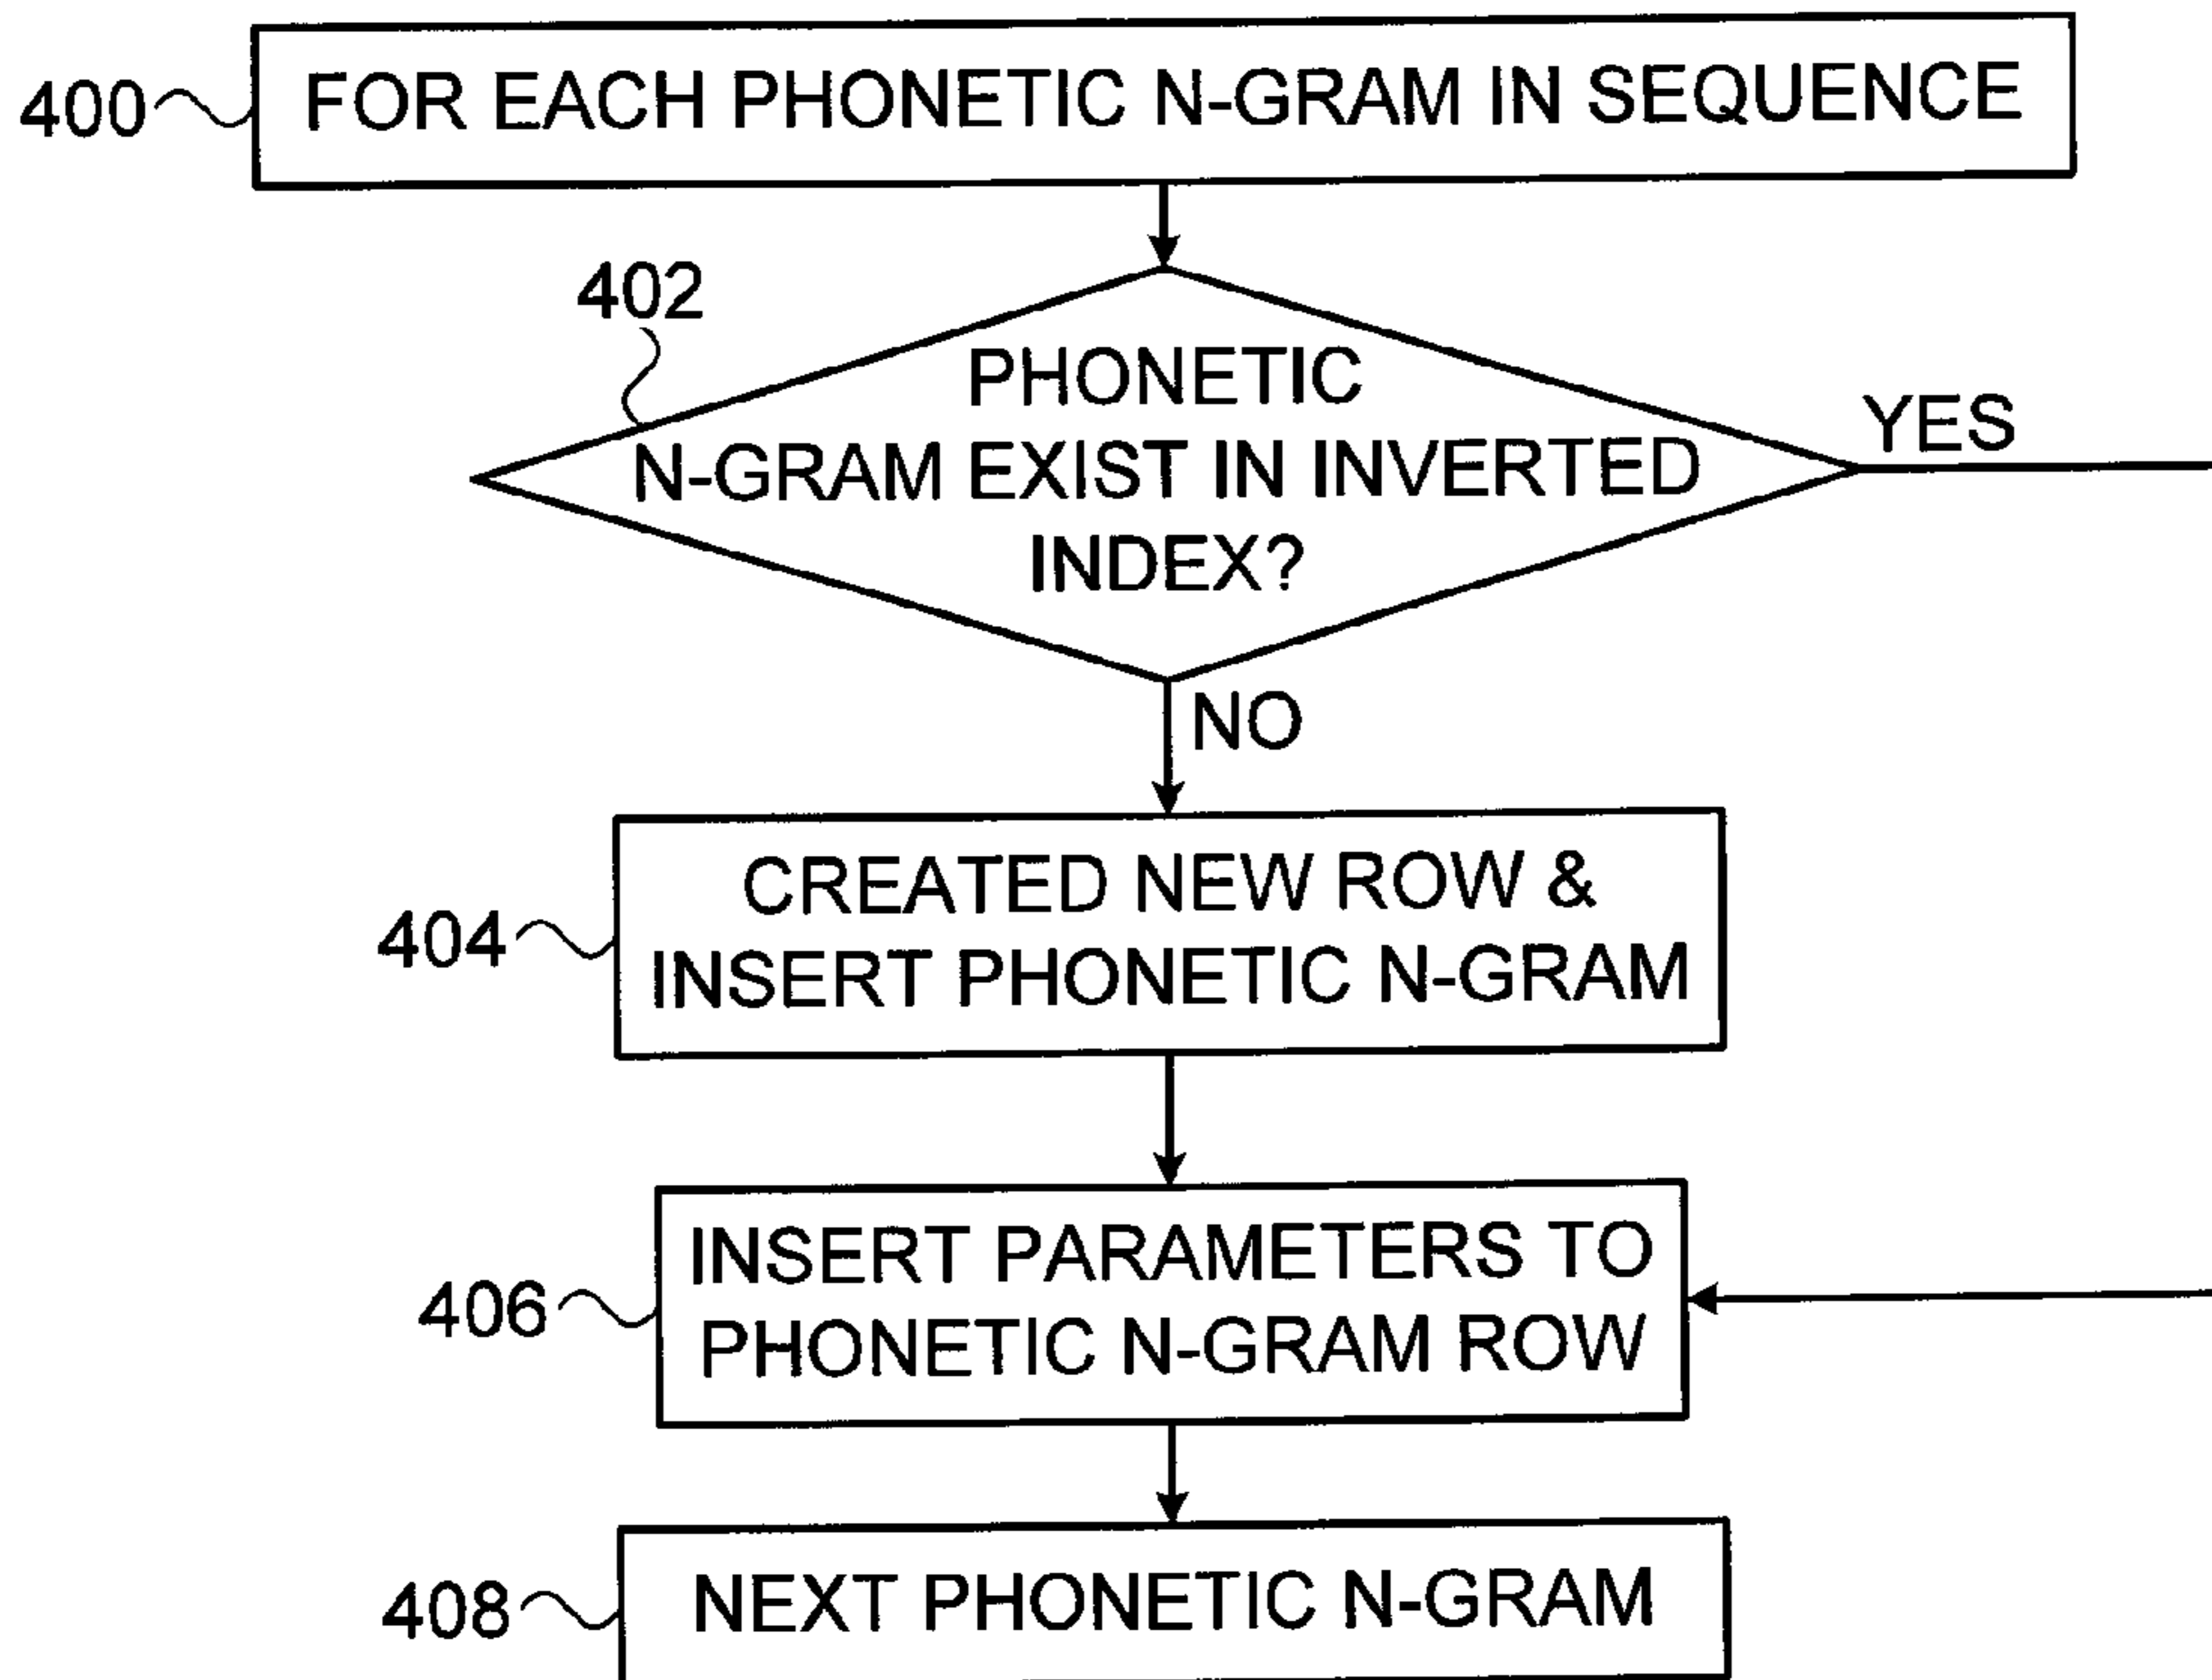 400 FOR EACH PHONETIC N-GRAM IN SEQUENCE
402
PHONETIC
N-GRAM EXIST IN INVERTED
INDEX?
YES
NO
404
CREATED NEW ROW &
INSERT PHONETIC N-GRAM
406
INSERT PARAMETERS TO
PHONETIC N-GRAM ROW
408 NEXT PHONETIC N-GRAM